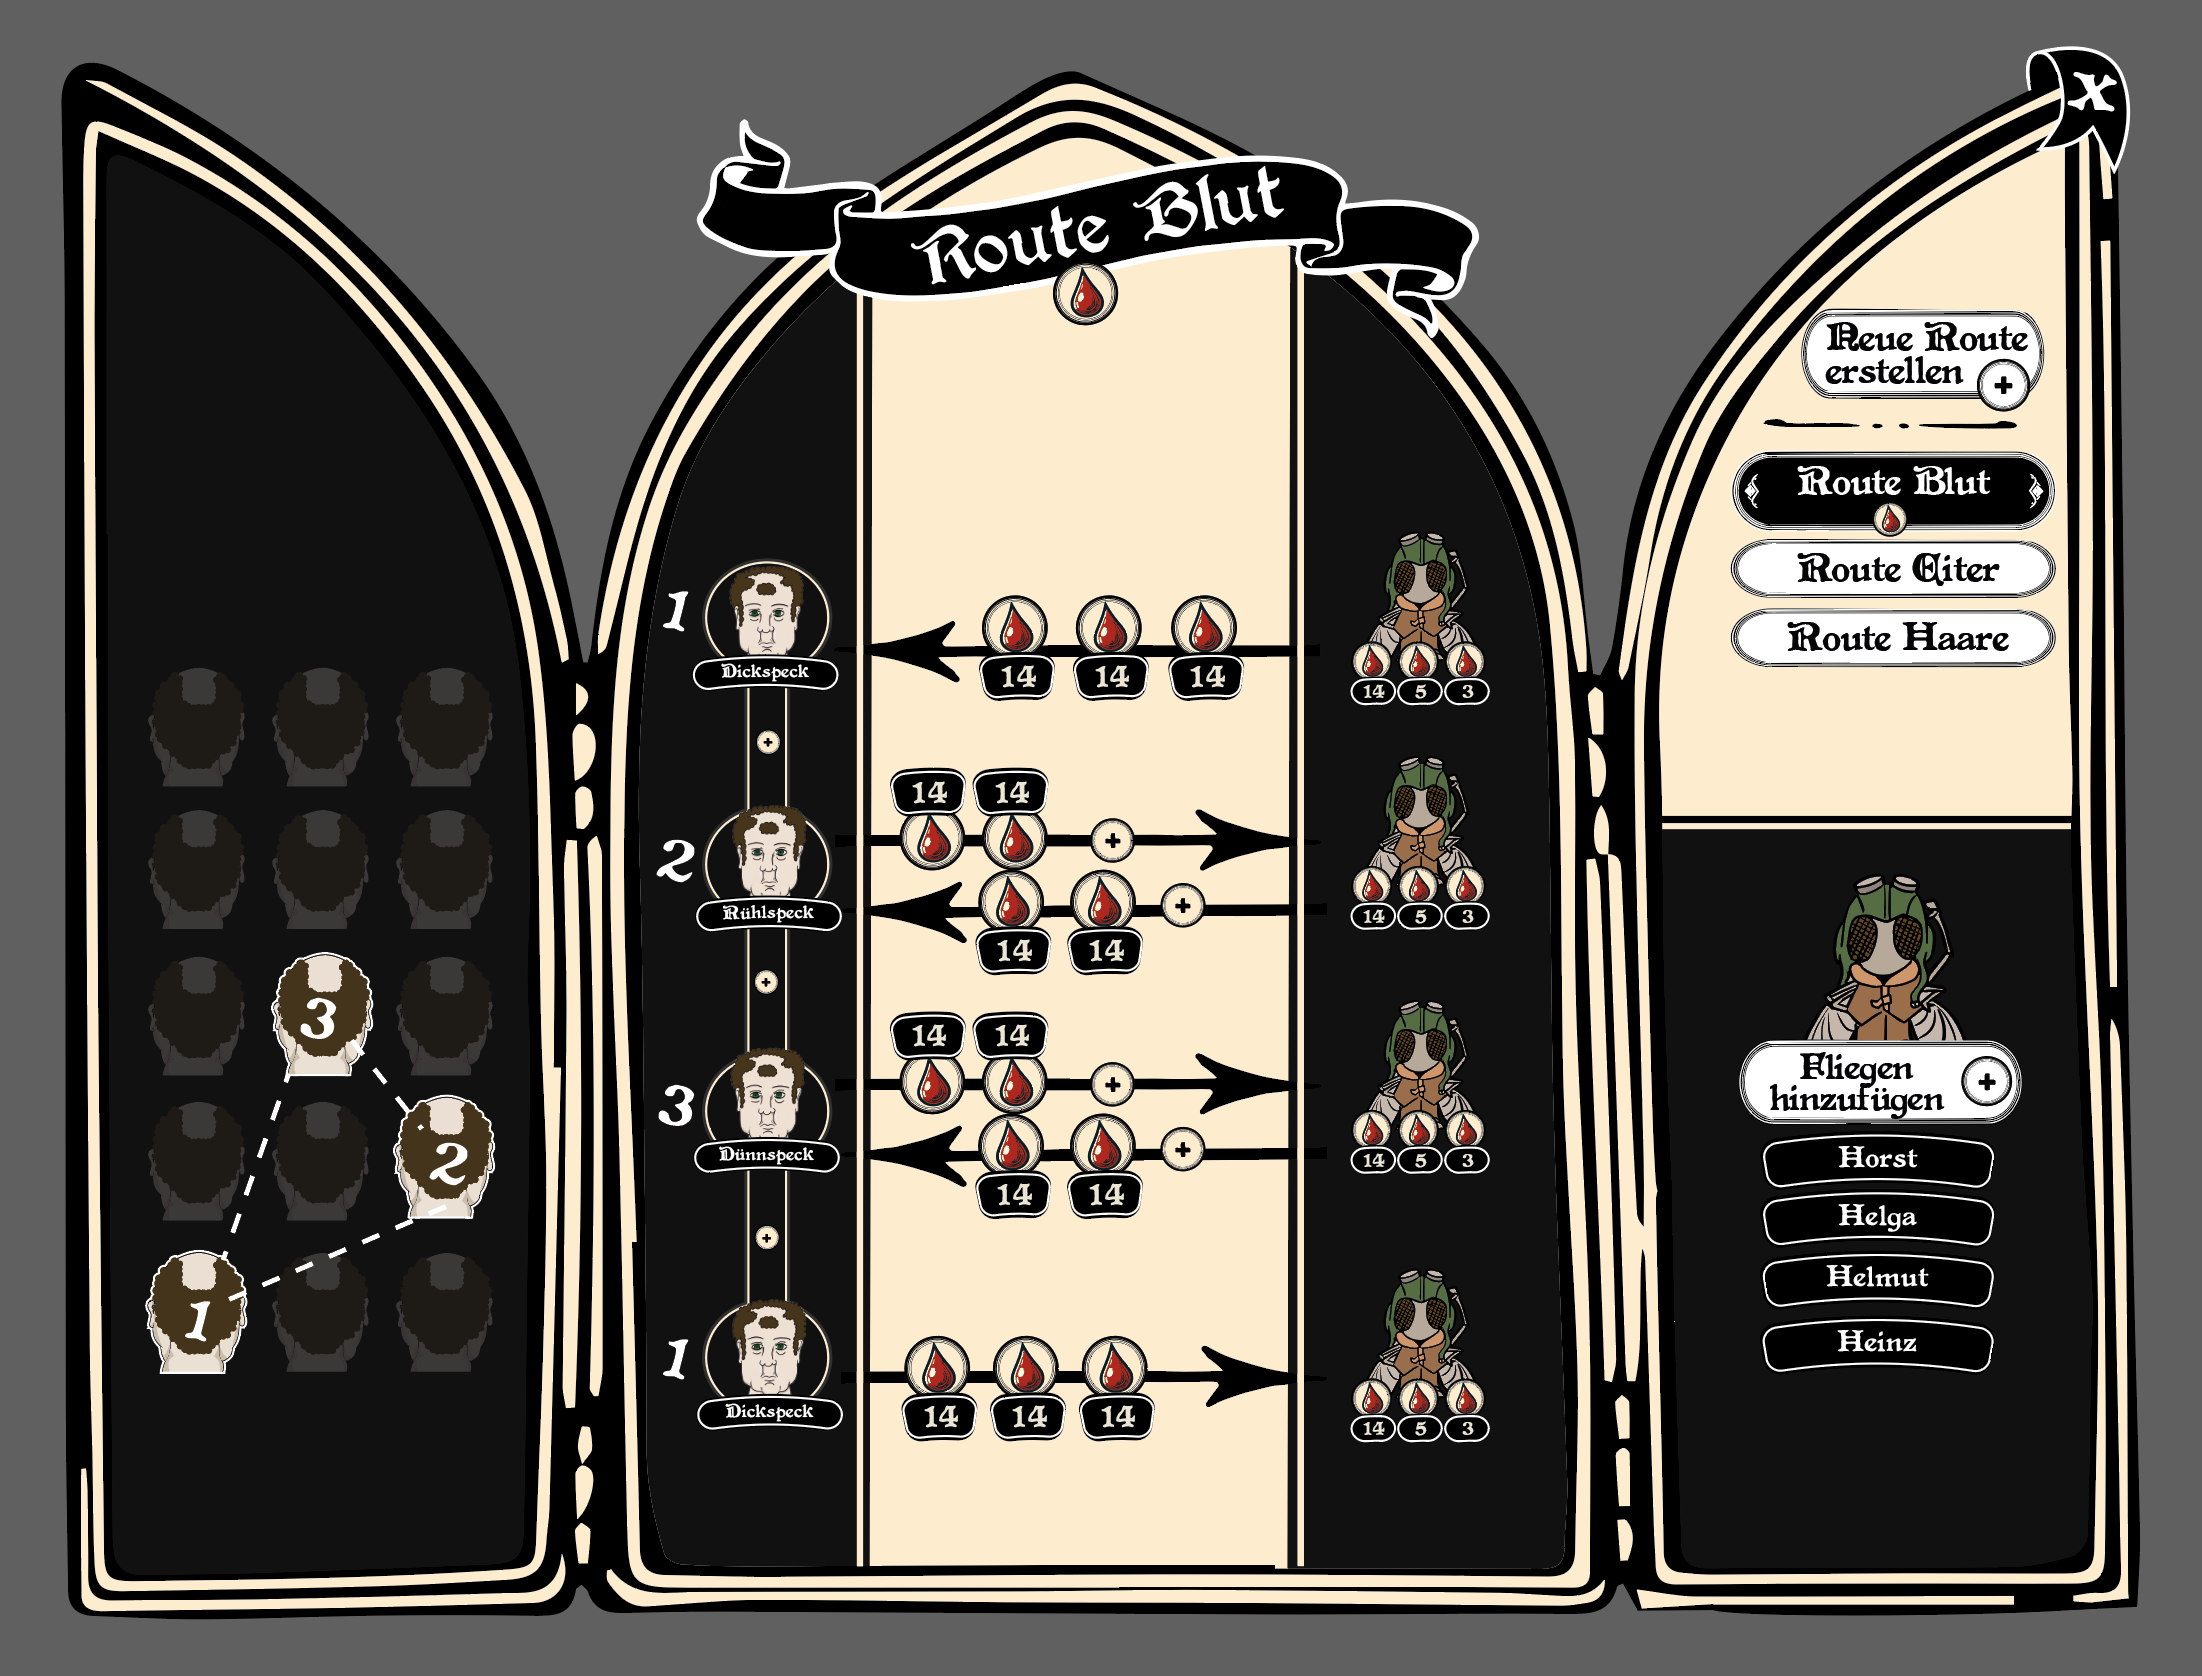 x
Route Blut
Neue Route
erstellen
+
Route Blut
Route Eiter
Route Haare
1
Dickspeck
14 14 14
14 5 3
+
14 14
2
Rühlspeck
+
+
14 14
14 5 3
+
14 14
3
Dünnspeck
+
+
14 14
14 5 3
+
1
Dickspeck
14 14 14
14 5 3
3
2
1
Fliegen
hinzufügen
+
Horst
Helga
Helmut
Heinz